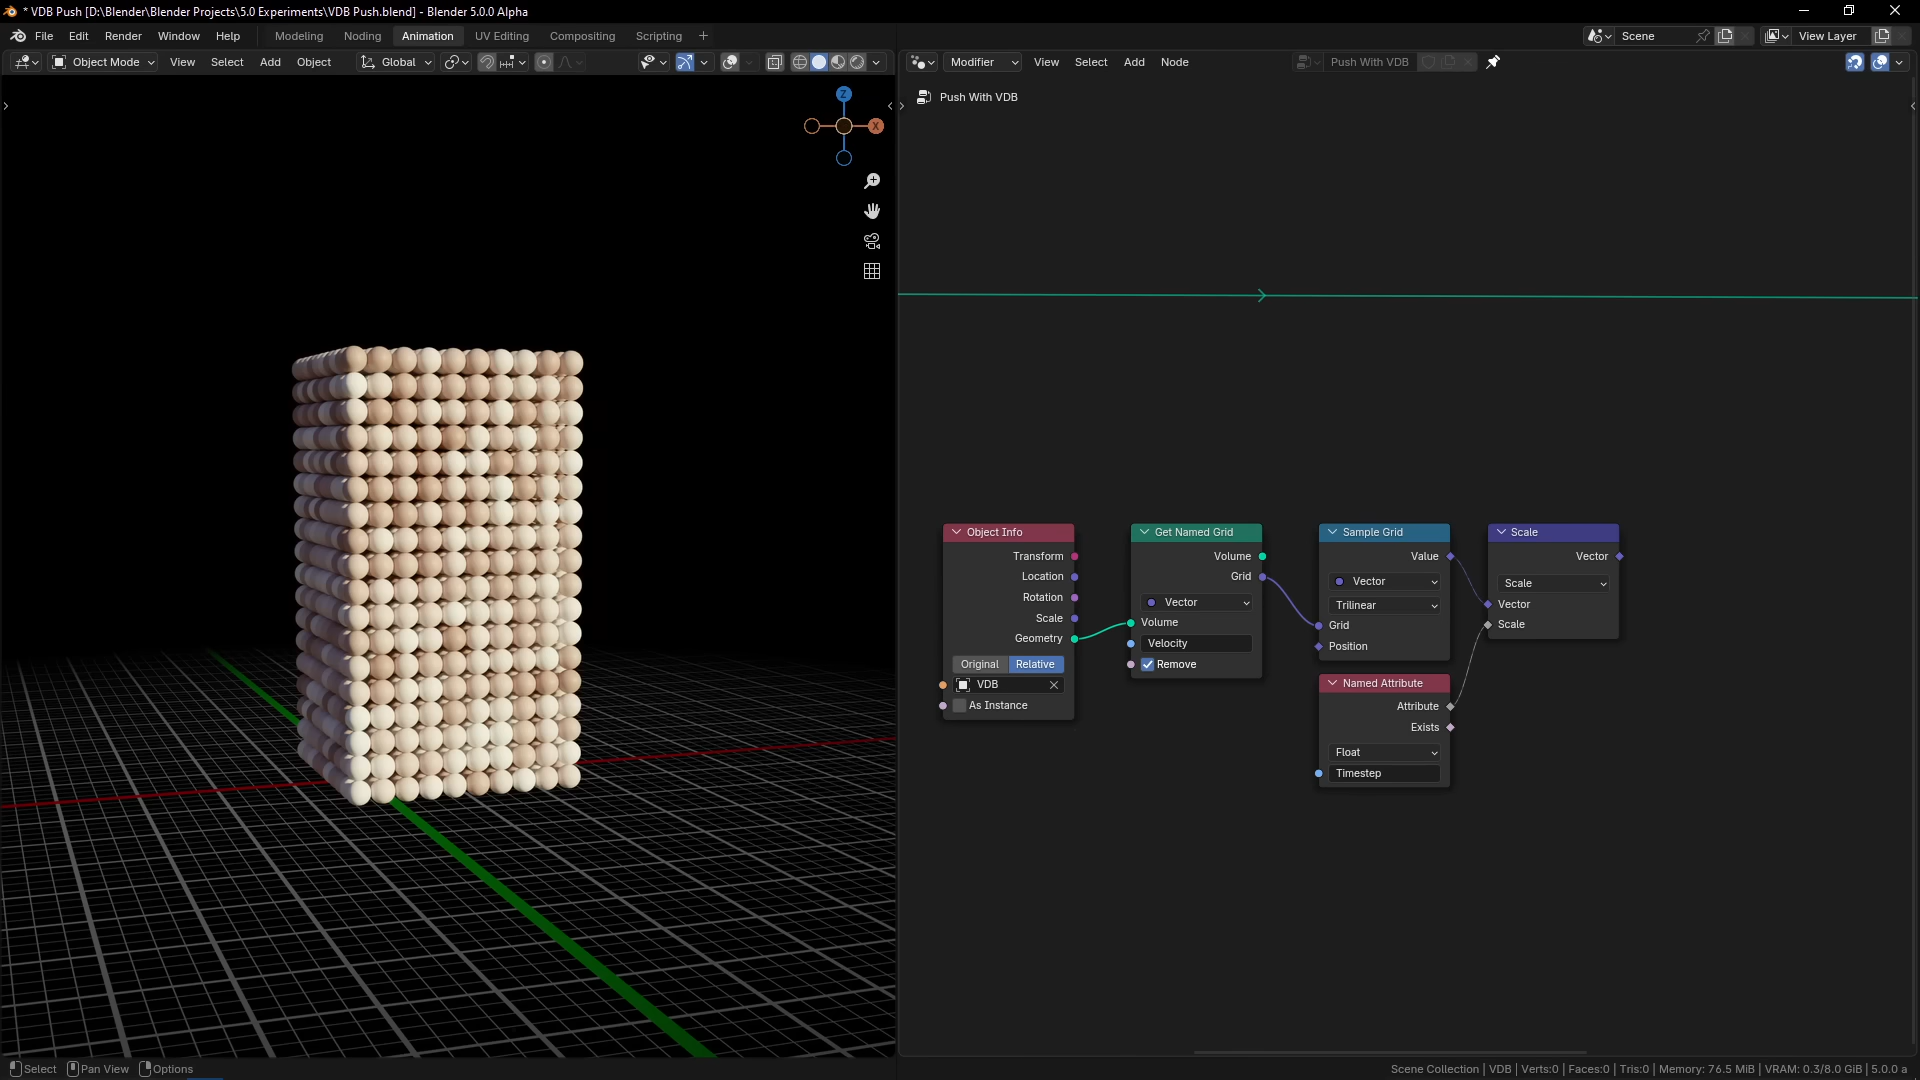 * VDB Push [D:\Blender\Blender Projects\5.0 Experiments\VDB Push.blend] - Blender 5.0.0 Alpha
File Edit Render Window Help Modeling Noding Animation UV Editing Compositing Scripting + Scene View Layer
Object Mode View Select Add Object Global Modifier View Select Add Node Push With VDB
Push With VDB
Z
X
Object Info
Transform
Location
Rotation
Scale
Geometry
Original Relative
VDB
As Instance
Get Named Grid
Volume
Grid
Vector
Volume
Velocity
Remove
Sample Grid
Value
Vector
Trilinear
Grid
Position
Named Attribute
Attribute
Exists
Float
Timestep
Scale
Vector
Scale
Vector
Scale
Select Pan View Options Scene Collection | VDB | Verts:0 | Faces:0 | Tris:0 | Memory: 76.5 MiB | VRAM: 0.3/8.0 GiB | 5.0.0 a